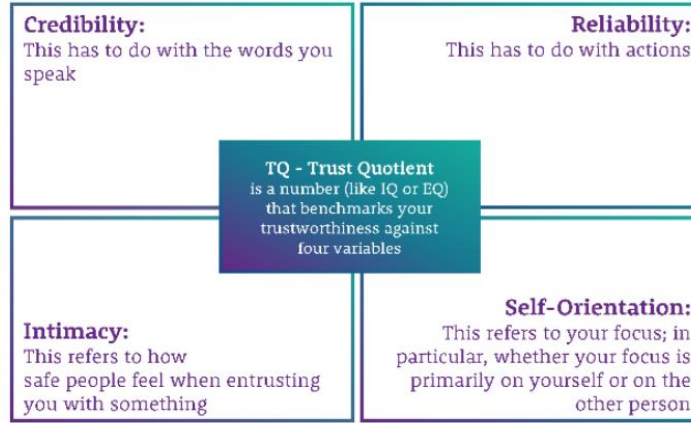 Credibility:
This has to do with the words you
speak
Reliability:
This has to do with actions
TQ - Trust Quotient
is a number (like IQ or EQ)
that benchmarks your
trustworthiness against
four variables
Intimacy:
This refers to how
safe people feel when entrusting
you with something
Self-Orientation:
This refers to your focus; in
particular, whether your focus is
primarily on yourself or on the
other person